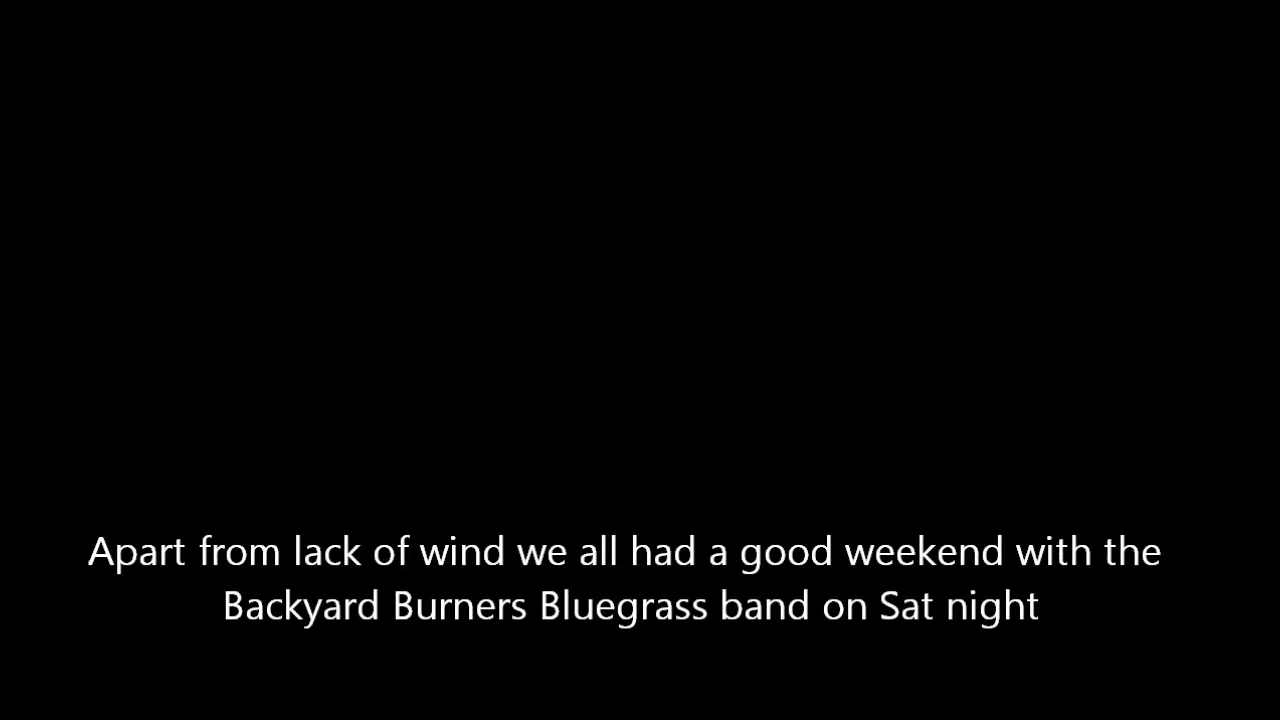 Apart from lack of wind we all had a good weekend with the
Backyard Burners Bluegrass band on Sat night